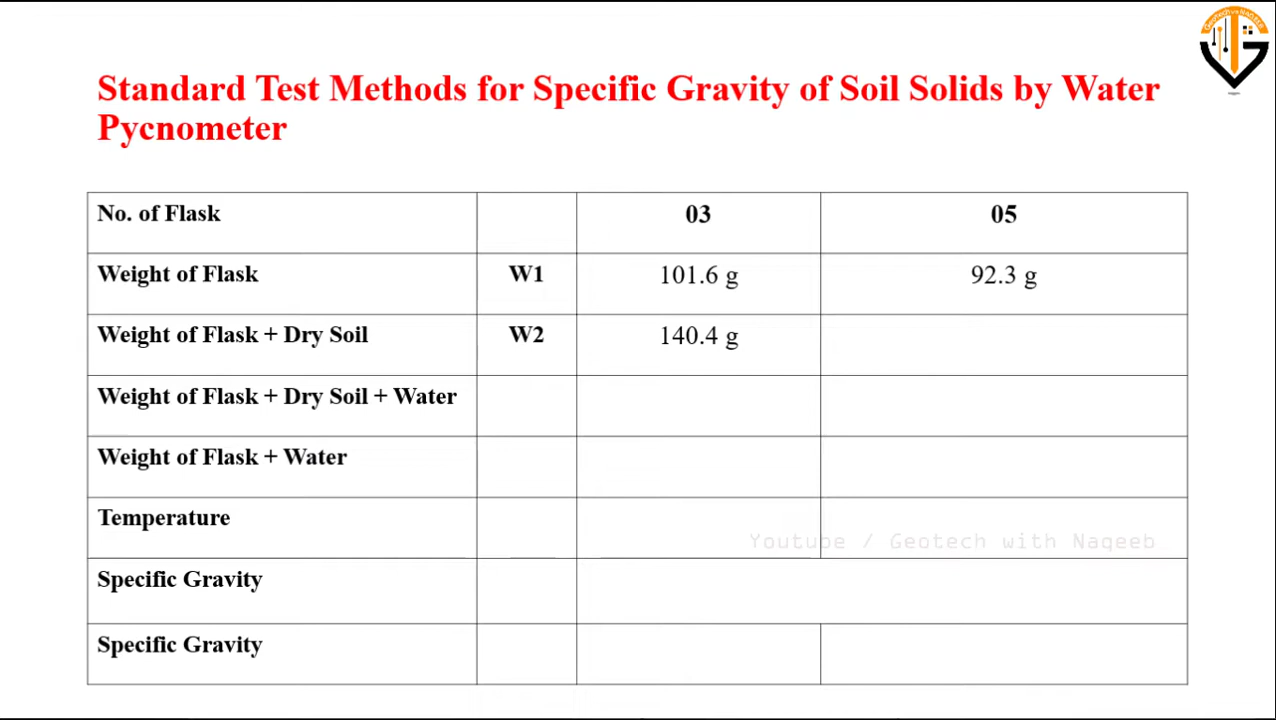 Standard Test Methods for Specific Gravity of Soil Solids by Water
Pycnometer
No. of Flask 03 05
Weight of Flask W1 101.6 g 92.3 g
Weight of Flask + Dry Soil W2 140.4 g
Weight of Flask + Dry Soil + Water
Weight of Flask + Water
Temperature
Youtube / Geotech with Naqeeb
Specific Gravity
Specific Gravity